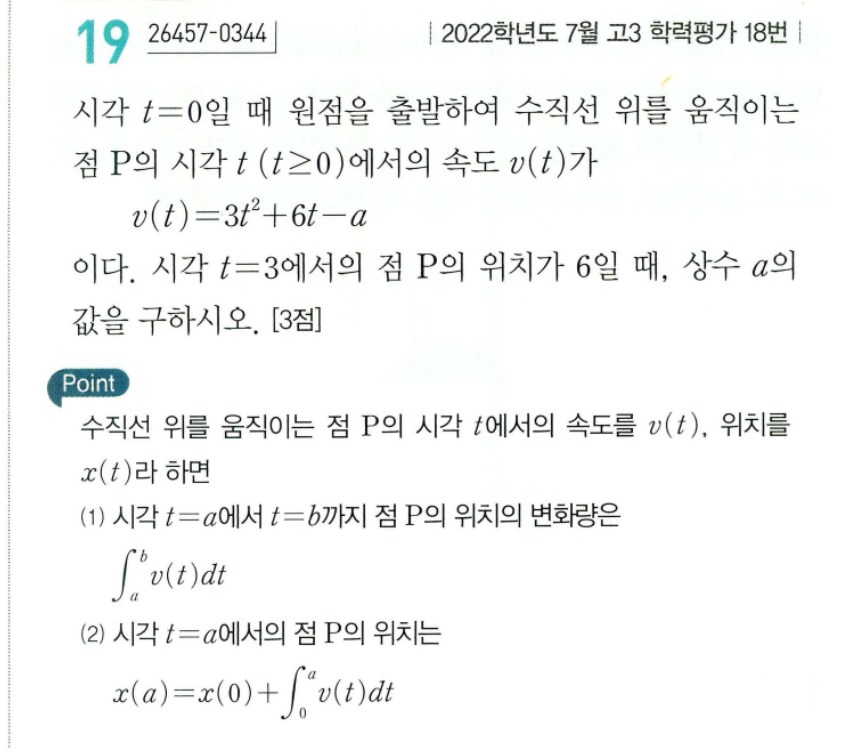 19 26457-0344 | 2022학년도 7월 고3 학력평가 18번 |
시각 t=0일 때 원점을 출발하여 수직선 위를 움직이는
점 P의 시각 t (t≥0)에서의 속도 v(t)가
v(t)=3t²+6t-a
이다. 시각 t=3에서의 점 P의 위치가 6일 때, 상수 a의
값을 구하시오. [3점]
Point
수직선 위를 움직이는 점 P의 시각 t에서의 속도를 v(t), 위치를
x(t)라 하면
(1) 시각 t=a에서 t=b까지 점 P의 위치의 변화량은
∫ₐᵇ v(t)dt
(2) 시각 t=a에서의 점 P의 위치는
x(a)=x(0)+∫₀ᵃ v(t)dt